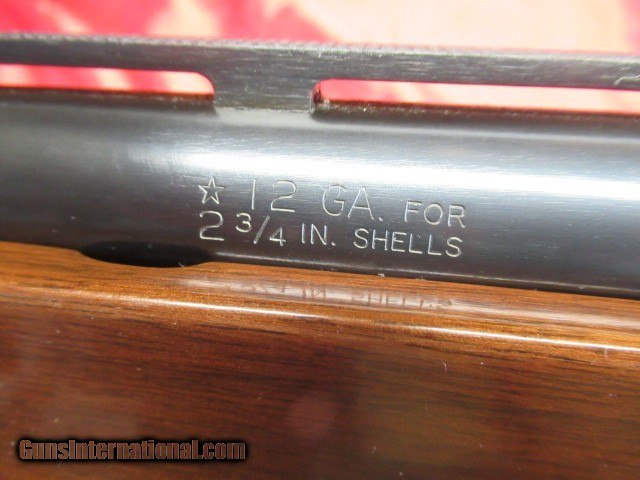 ☆ 12 GA. FOR
2 3/4 IN. SHELLS
GunsInternational.com